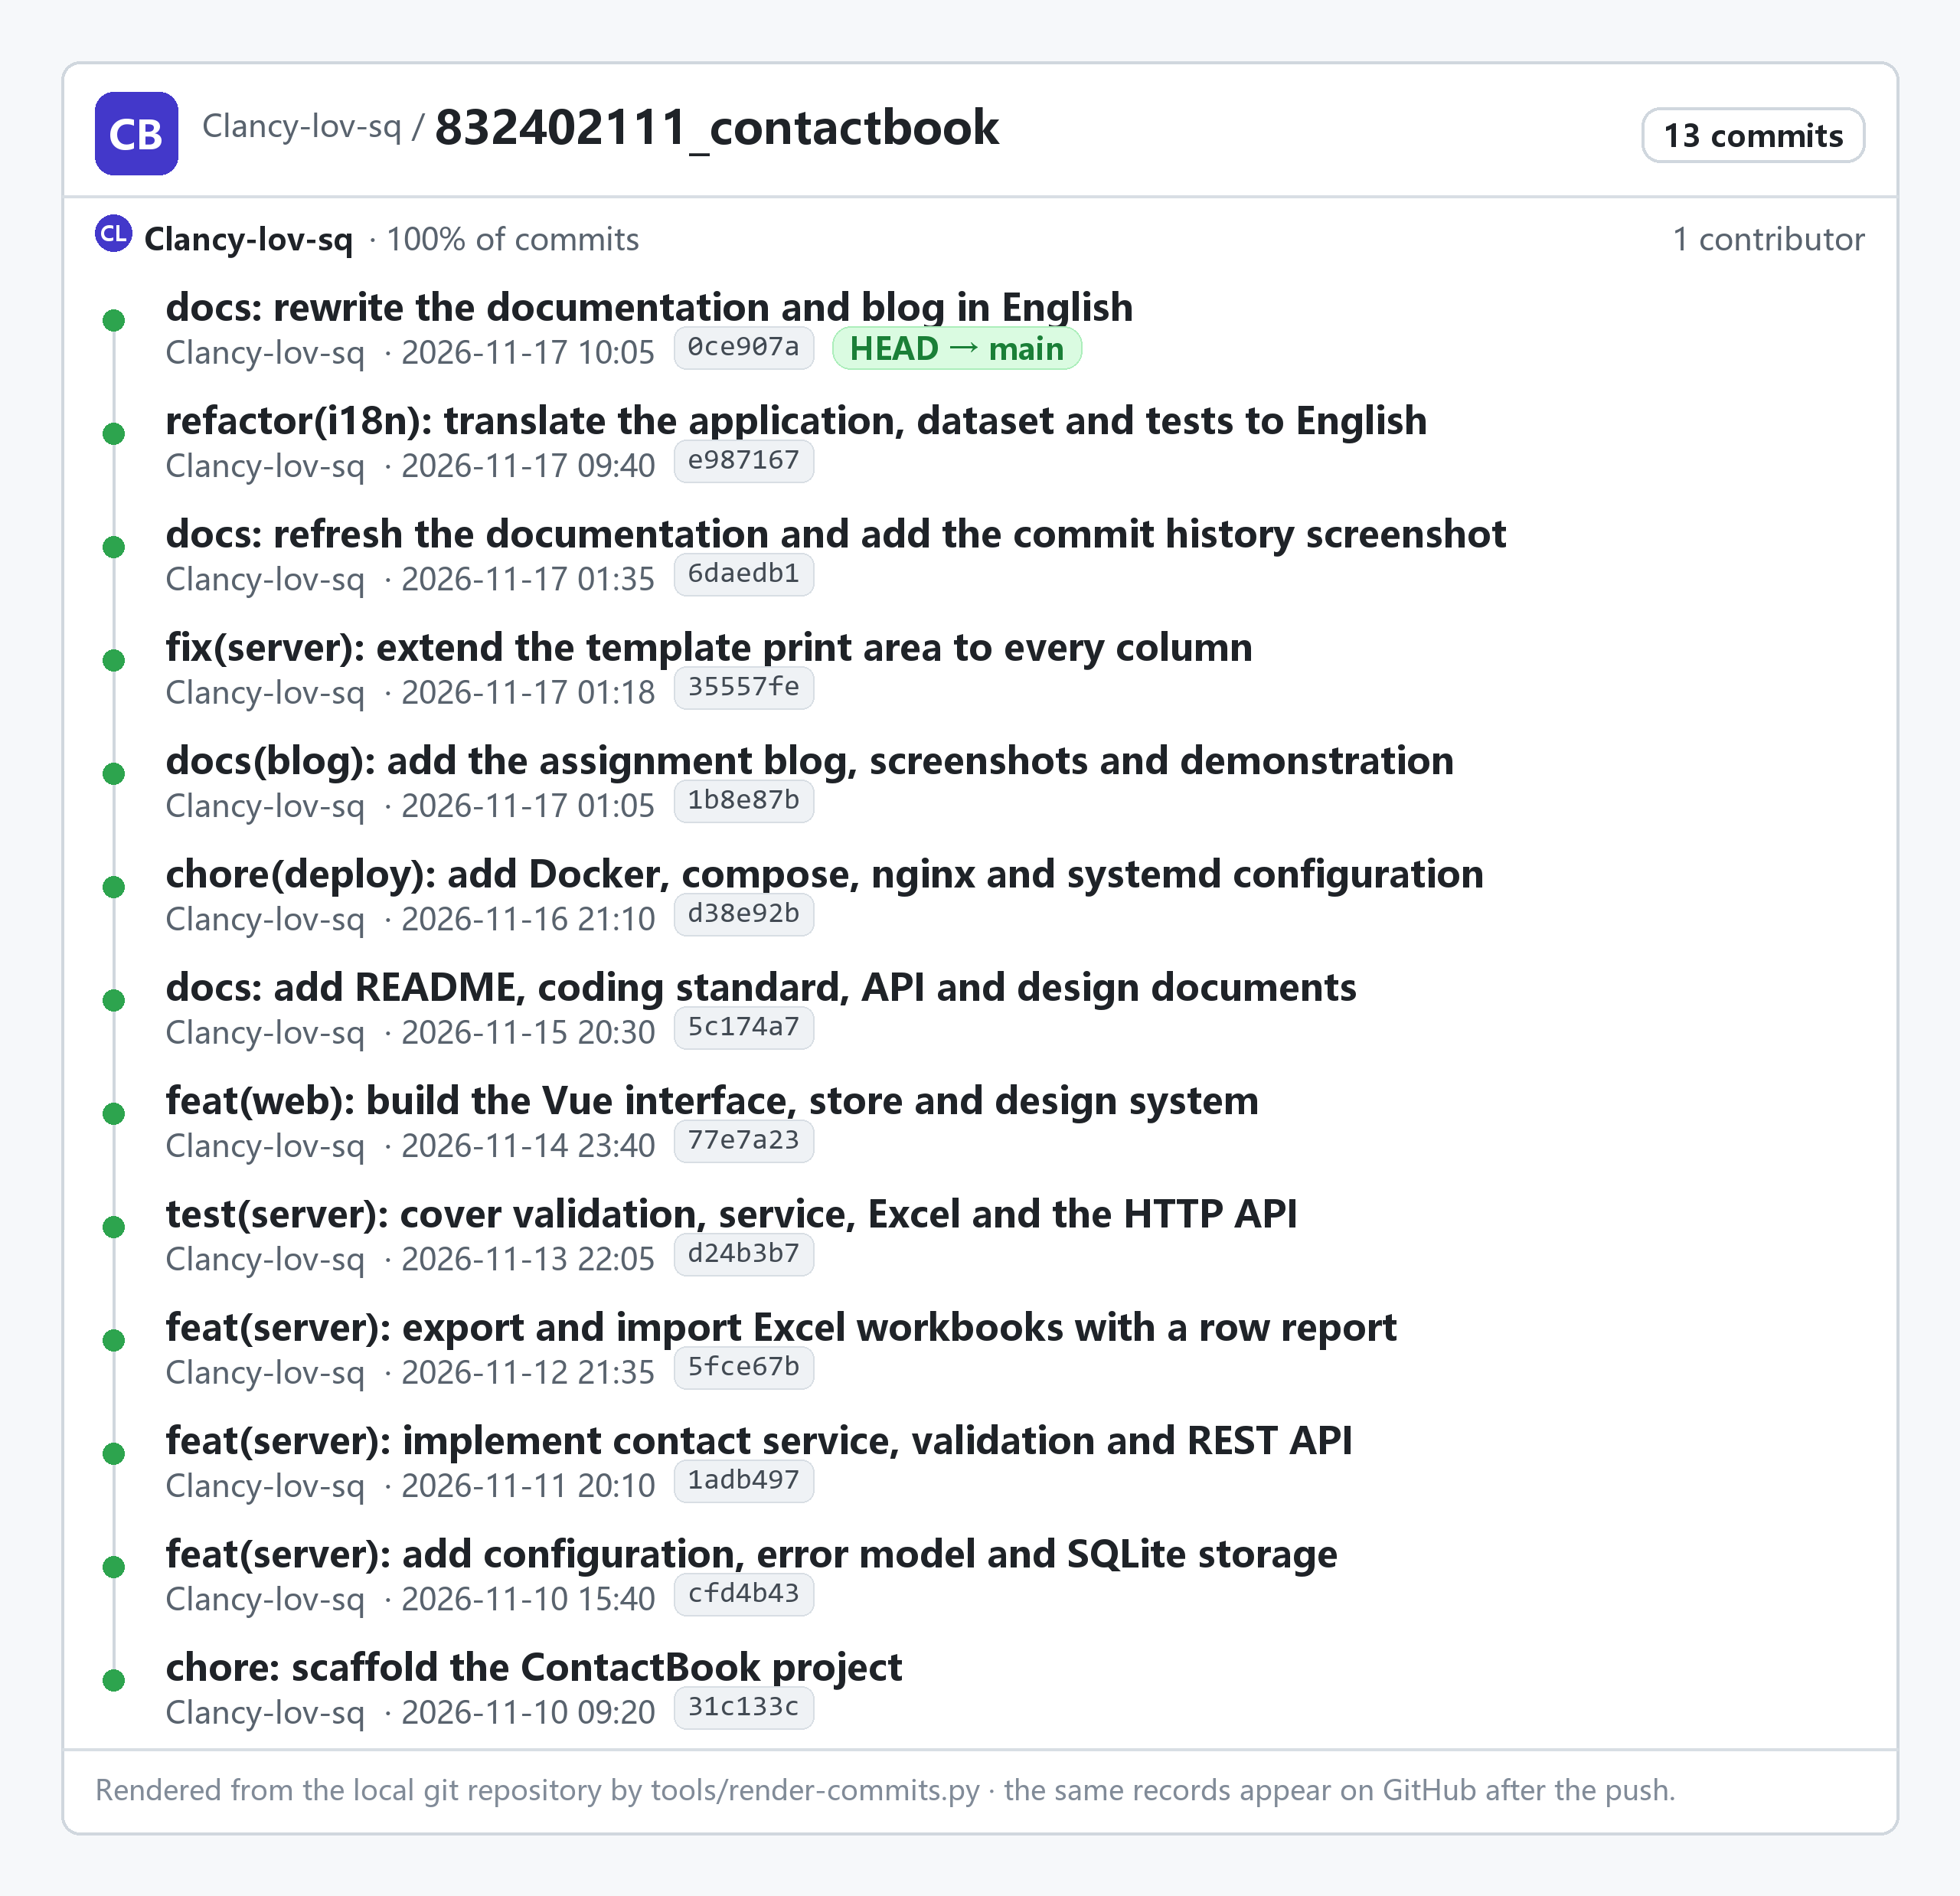 CB Clancy-lov-sq / 832402111_contactbook 13 commits
CL Clancy-lov-sq · 100% of commits 1 contributor
docs: rewrite the documentation and blog in English
Clancy-lov-sq · 2026-11-17 10:05 0ce907a HEAD → main
refactor(i18n): translate the application, dataset and tests to English
Clancy-lov-sq · 2026-11-17 09:40 e987167
docs: refresh the documentation and add the commit history screenshot
Clancy-lov-sq · 2026-11-17 01:35 6daedb1
fix(server): extend the template print area to every column
Clancy-lov-sq · 2026-11-17 01:18 35557fe
docs(blog): add the assignment blog, screenshots and demonstration
Clancy-lov-sq · 2026-11-17 01:05 1b8e87b
chore(deploy): add Docker, compose, nginx and systemd configuration
Clancy-lov-sq · 2026-11-16 21:10 d38e92b
docs: add README, coding standard, API and design documents
Clancy-lov-sq · 2026-11-15 20:30 5c174a7
feat(web): build the Vue interface, store and design system
Clancy-lov-sq · 2026-11-14 23:40 77e7a23
test(server): cover validation, service, Excel and the HTTP API
Clancy-lov-sq · 2026-11-13 22:05 d24b3b7
feat(server): export and import Excel workbooks with a row report
Clancy-lov-sq · 2026-11-12 21:35 5fce67b
feat(server): implement contact service, validation and REST API
Clancy-lov-sq · 2026-11-11 20:10 1adb497
feat(server): add configuration, error model and SQLite storage
Clancy-lov-sq · 2026-11-10 15:40 cfd4b43
chore: scaffold the ContactBook project
Clancy-lov-sq · 2026-11-10 09:20 31c133c
Rendered from the local git repository by tools/render-commits.py · the same records appear on GitHub after the push.